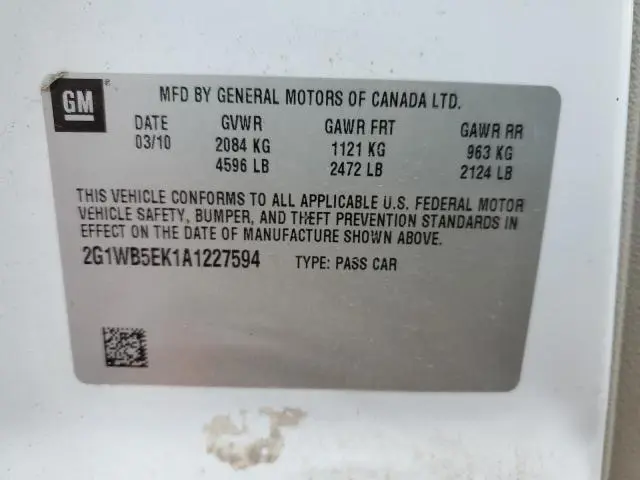 GM ®
MFD BY GENERAL MOTORS OF CANADA LTD.
DATE GVWR GAWR FRT GAWR RR
03/10 2084 KG 1121 KG 963 KG
4596 LB 2472 LB 2124 LB
THIS VEHICLE CONFORMS TO ALL APPLICABLE U.S. FEDERAL MOTOR
VEHICLE SAFETY, BUMPER, AND THEFT PREVENTION STANDARDS IN
EFFECT ON THE DATE OF MANUFACTURE SHOWN ABOVE.
2G1WB5EK1A1227594 TYPE: PASS CAR